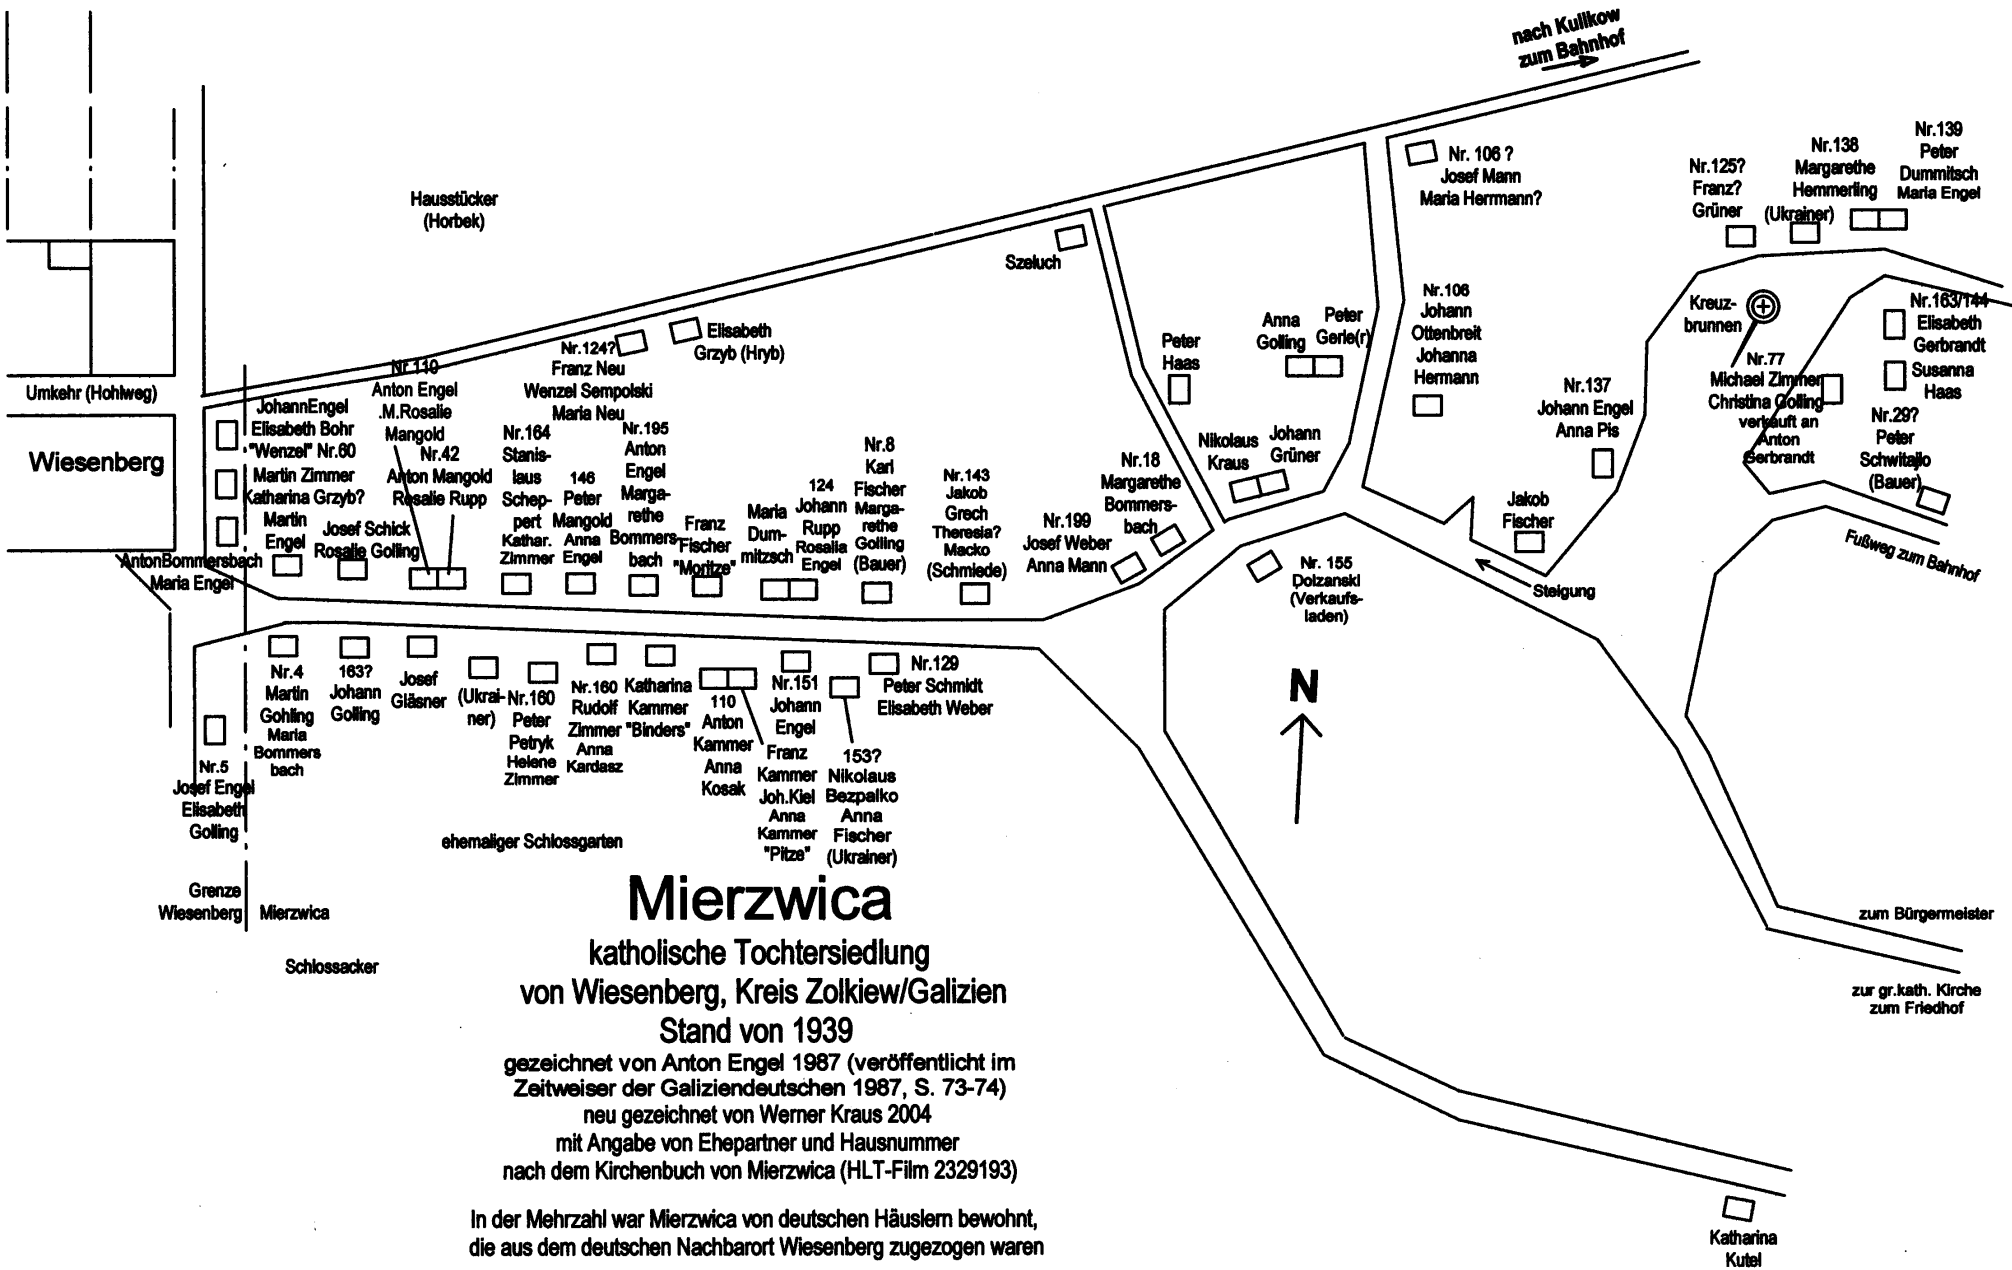 nach Kulikow
zum Bahnhof
Hausstücker
(Horbek)
Umkehr (Hohlweg)
Wiesenberg
JohannEngel
Elisabeth Bohr
"Wenzel" Nr.60
Martin Zimmer
Katharina Grzyb?
Martin
Engel
AntonBommersbach
Maria Engel
Josef Schick
Rosalie Golling
Nr.110
Anton Engel
.M.Rosalie
Mangold
Nr.42
Anton Mangold
Rosalie Rupp
Nr.164
Stanis-
laus
Schep-
pert
Kathar.
Zimmer
Nr.124?
Franz Neu
Wenzel Sempolski
Maria Neu
Elisabeth
Grzyb (Hryb)
146
Peter
Mangold
Anna
Engel
Nr.195
Anton
Engel
Marga-
rethe
Bommers-
bach
Franz
Fischer
"Moritze"
Maria
Dum-
mitzsch
124
Johann
Rupp
Rosalia
Engel
Nr.8
Karl
Fischer
Marga-
rethe
Golling
(Bauer)
Nr.143
Jakob
Grech
Theresia?
Macko
(Schmiede)
Nr.199
Josef Weber
Anna Mann
Nr.18
Margarethe
Bommers-
bach
Szeluch
Peter
Haas
Anna
Golling
Peter
Gerle(r)
Nikolaus
Kraus
Johann
Grüner
Nr. 106 ?
Josef Mann
Maria Herrmann?
Nr.106
Johann
Ottenbreit
Johanna
Hermann
Nr.137
Johann Engel
Anna Pis
Jakob
Fischer
Nr. 155
Dolzanski
(Verkaufs-
laden)
Steigung
Nr.125?
Franz?
Grüner
Nr.138
Margarethe
Hemmerling
(Ukrainer)
Nr.139
Peter
Dummitsch
Maria Engel
Kreuz-
brunnen
Nr.77
Michael Zimmer
Christina Golling
verkauft an
Anton
Gerbrandt
Nr.163/144
Elisabeth
Gerbrandt
Susanna
Haas
Nr.29?
Peter
Schwitajlo
(Bauer)
Fußweg zum Bahnhof
Nr.5
Josef Engel
Elisabeth
Golling
Nr.4
Martin
Gohling
Maria
Bommers
bach
163?
Johann
Golling
Josef
Gläsner
(Ukrai-
ner)
Nr.160
Peter
Petryk
Helene
Zimmer
Nr.160
Rudolf
Zimmer
Anna
Kardasz
Katharina
Kammer
"Binders"
110
Anton
Kammer
Anna
Kosak
Franz
Kammer
Joh.Kiel
Anna
Kammer
"Pitze"
Nr.151
Johann
Engel
153?
Nikolaus
Bezpalko
Anna
Fischer
(Ukrainer)
Nr.129
Peter Schmidt
Elisabeth Weber
N
ehemaliger Schlossgarten
Grenze
Wiesenberg Mierzwica
Schlossacker
zum Bürgermeister
zur gr.kath. Kirche
zum Friedhof
Katharina
Kutel
Mierzwica
katholische Tochtersiedlung
von Wiesenberg, Kreis Zolkiew/Galizien
Stand von 1939
gezeichnet von Anton Engel 1987 (veröffentlicht im
Zeitweiser der Galiziendeutschen 1987, S. 73-74)
neu gezeichnet von Werner Kraus 2004
mit Angabe von Ehepartner und Hausnummer
nach dem Kirchenbuch von Mierzwica (HLT-Film 2329193)
In der Mehrzahl war Mierzwica von deutschen Häuslern bewohnt,
die aus dem deutschen Nachbarort Wiesenberg zugezogen waren